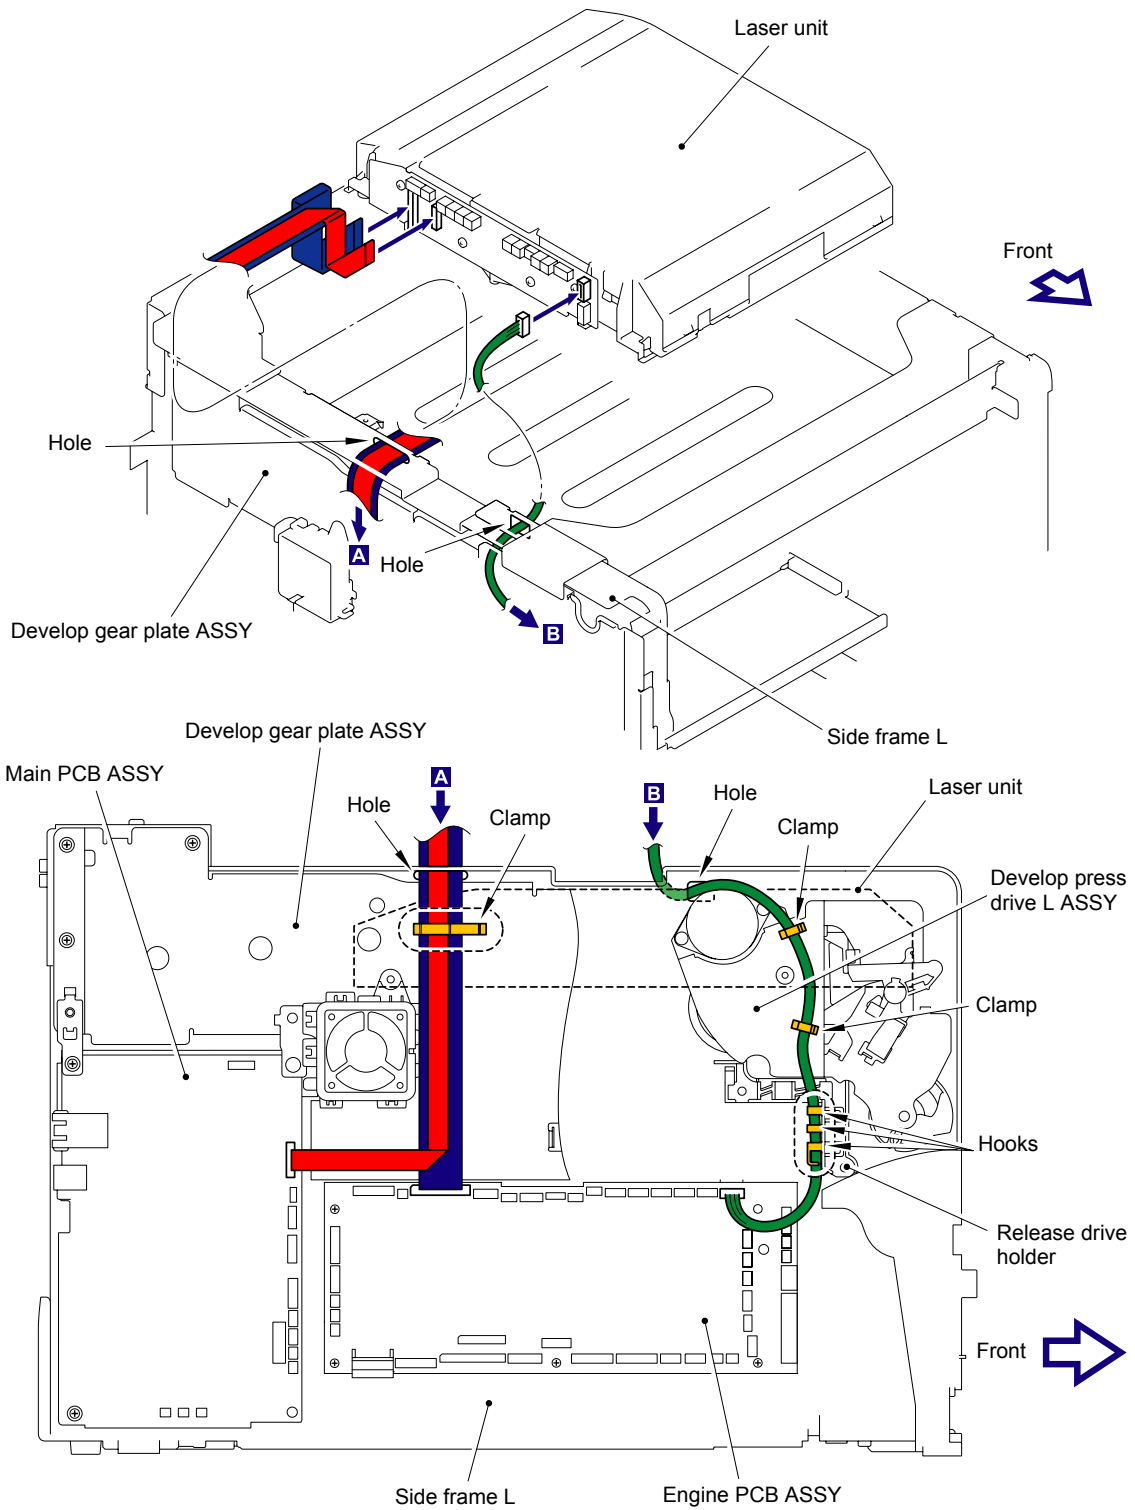 Laser unit
Front
Hole
A
Hole
B
Develop gear plate ASSY
Side frame L
Develop gear plate ASSY
Main PCB ASSY
A
B
Hole
Laser unit
Hole
Clamp
Clamp
Develop press
drive L ASSY
Clamp
Hooks
Release drive
holder
Front
Side frame L
Engine PCB ASSY